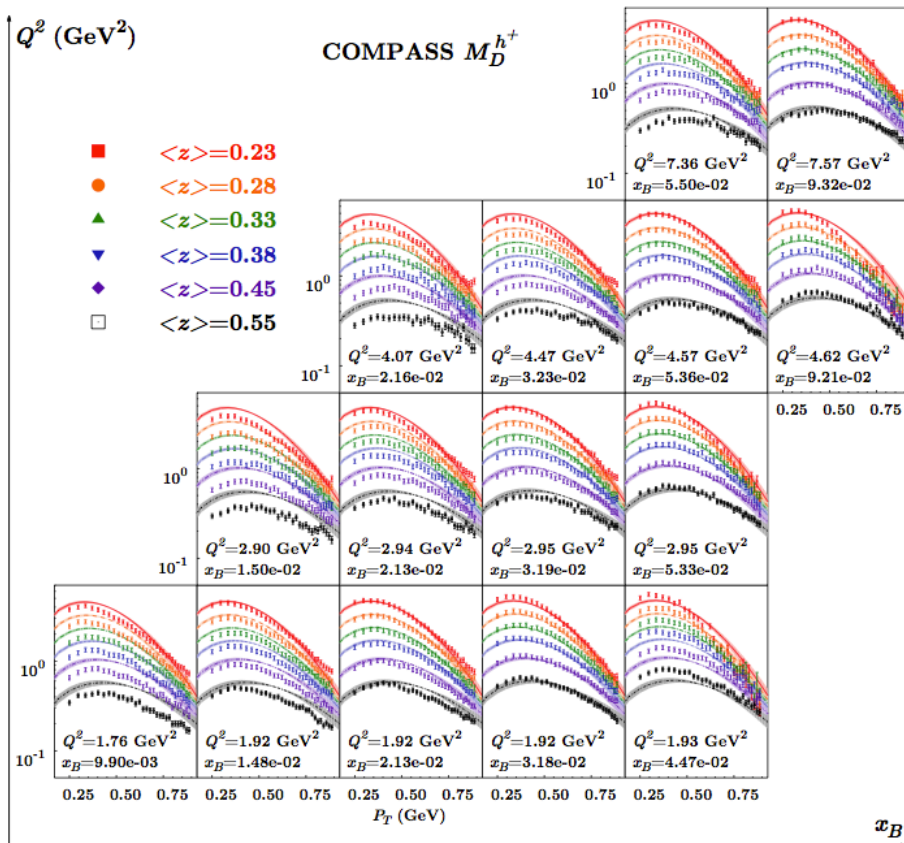 Q² (GeV²)
COMPASS M_D^{h^+}
<z>=0.23
<z>=0.28
<z>=0.33
<z>=0.38
<z>=0.45
<z>=0.55
10⁰
10⁻¹
Q²=7.36 GeV²
x_B=5.50e-02
Q²=7.57 GeV²
x_B=9.32e-02
10⁰
10⁻¹
Q²=4.07 GeV²
x_B=2.16e-02
Q²=4.47 GeV²
x_B=3.23e-02
Q²=4.57 GeV²
x_B=5.36e-02
Q²=4.62 GeV²
x_B=9.21e-02
0.25 0.50 0.75
10⁰
10⁻¹
Q²=2.90 GeV²
x_B=1.50e-02
Q²=2.94 GeV²
x_B=2.13e-02
Q²=2.95 GeV²
x_B=3.19e-02
Q²=2.95 GeV²
x_B=5.33e-02
10⁰
10⁻¹
Q²=1.76 GeV²
x_B=9.90e-03
Q²=1.92 GeV²
x_B=1.48e-02
Q²=1.92 GeV²
x_B=2.13e-02
Q²=1.92 GeV²
x_B=3.18e-02
Q²=1.93 GeV²
x_B=4.47e-02
0.25 0.50 0.75 0.25 0.50 0.75 0.25 0.50 0.75 0.25 0.50 0.75 0.25 0.50 0.75
P_T (GeV)
x_B